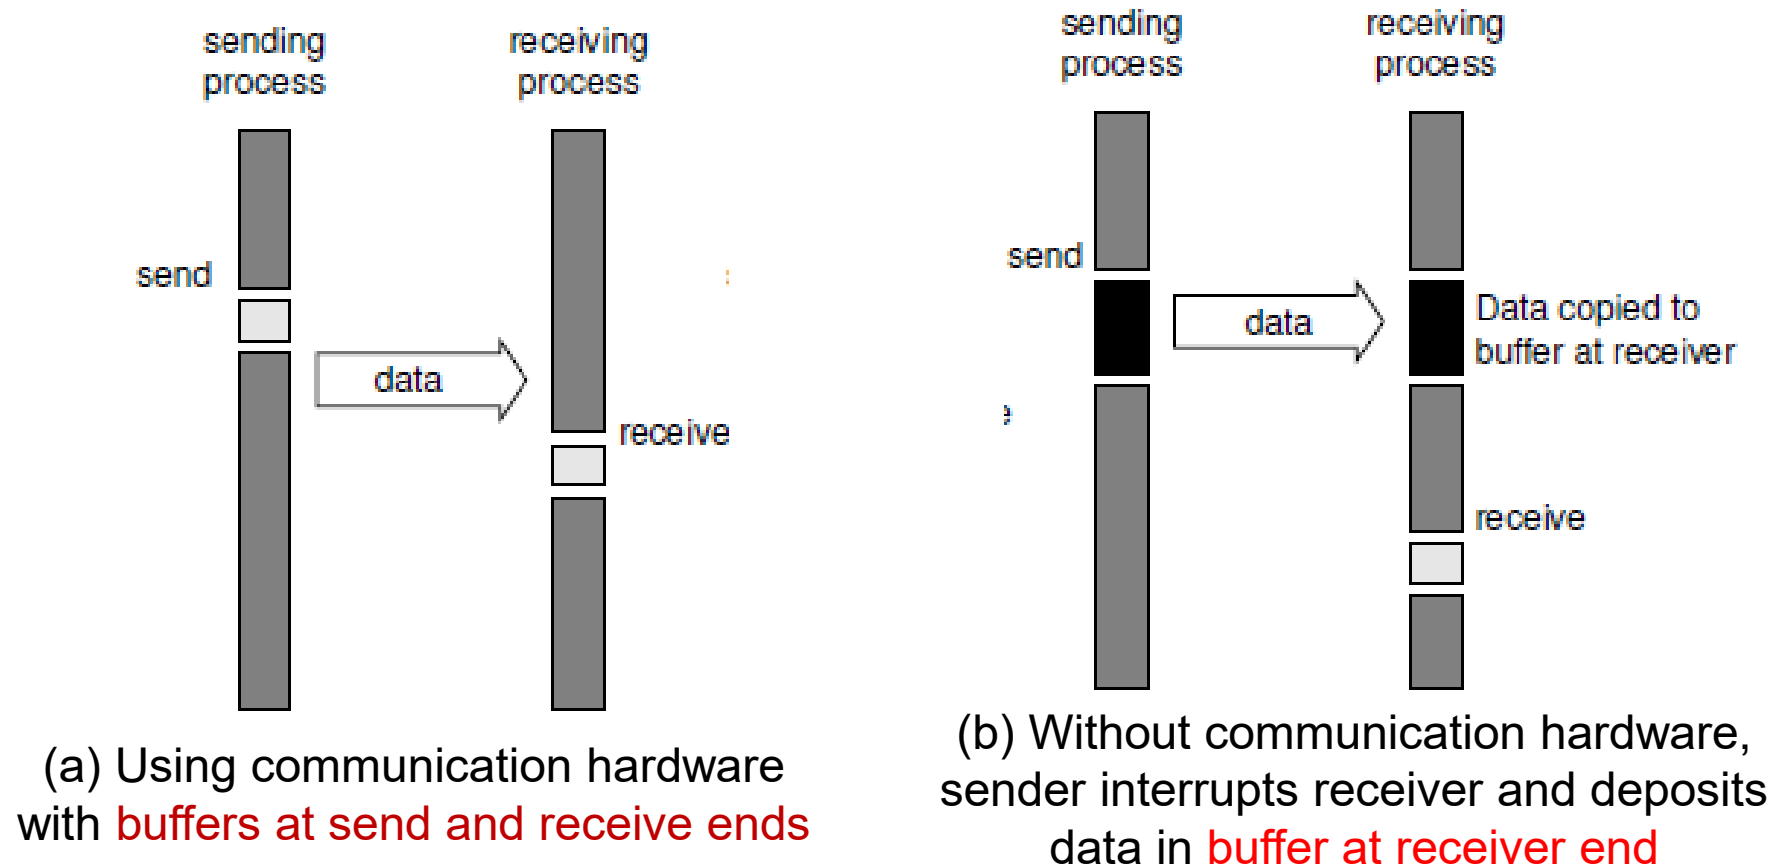 sending
process
receiving
process
send
data
receive
(a) Using communication hardware
with buffers at send and receive ends
sending
process
receiving
process
send
data
Data copied to
buffer at receiver
receive
(b) Without communication hardware,
sender interrupts receiver and deposits
data in buffer at receiver end